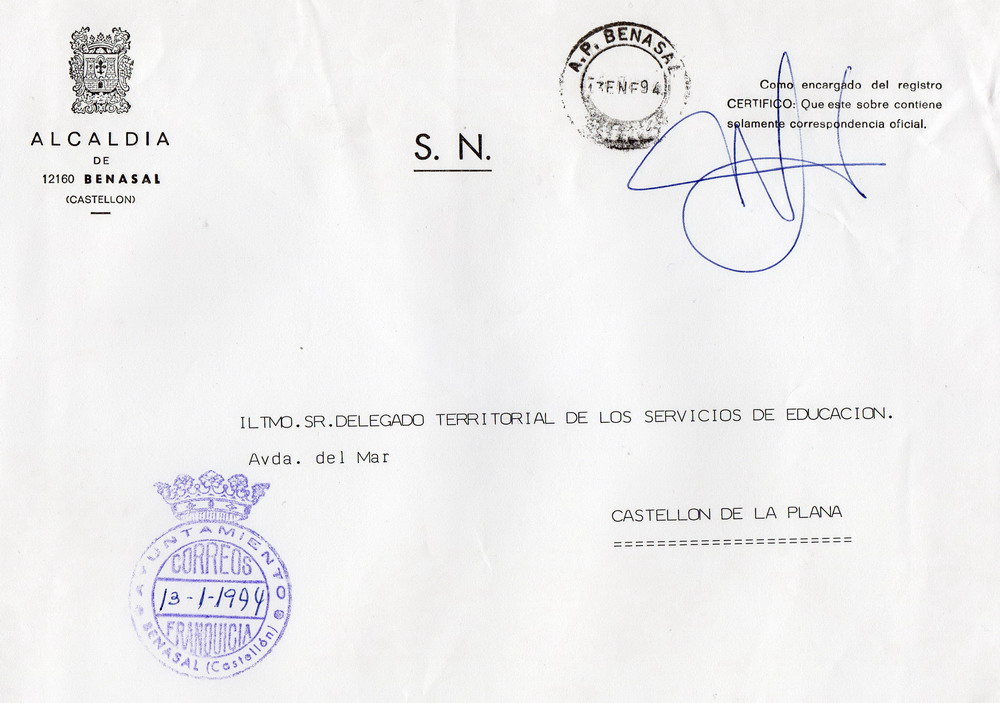 ALCALDIA
DE
12160 BENASAL
(CASTELLON)
S. N.
A.P. BENASAL
13 ENE 94
Como encargado del registro
CERTIFICO: Que este sobre contiene
solamente correspondencia oficial.
ILTMO.SR.DELEGADO TERRITORIAL DE LOS SERVICIOS DE EDUCACION.
Avda. del Mar
CASTELLON DE LA PLANA
======================
AYUNTAMIENTO
CORREOS
13-1-1994
FRANQUICIA
BENASAL (Castellón)